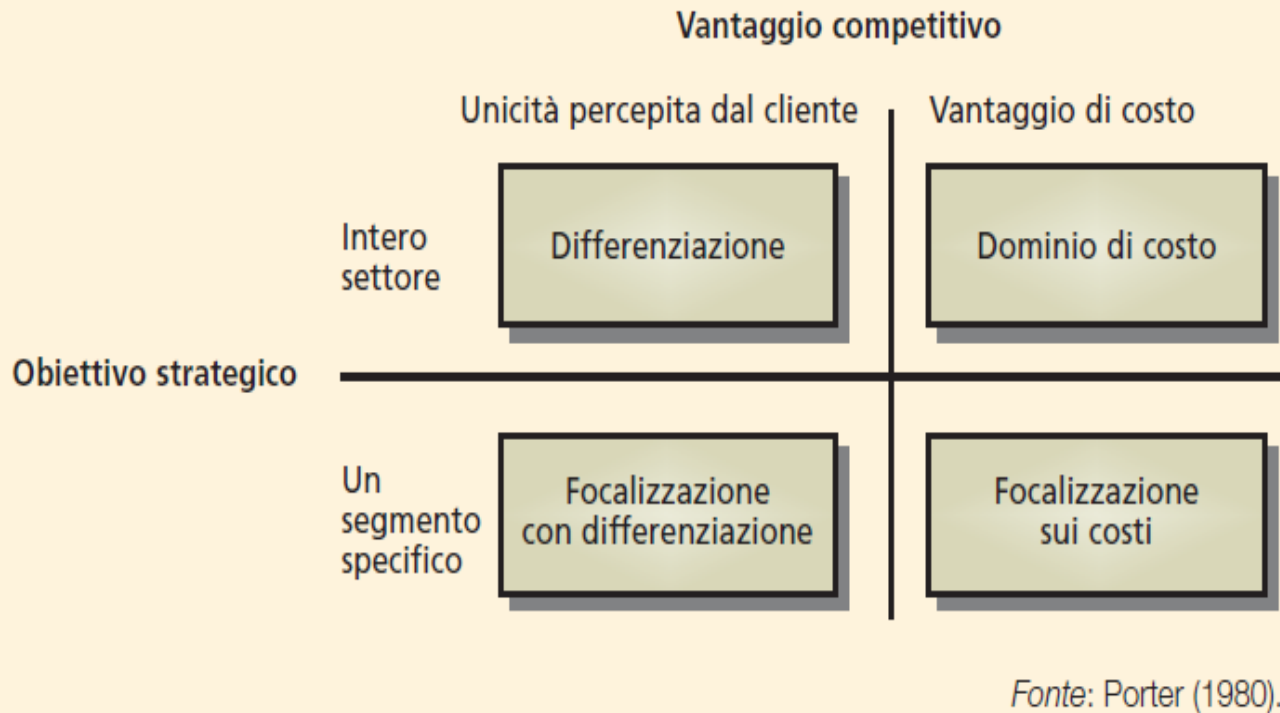 Vantaggio competitivo
Unicità percepita dal cliente
Vantaggio di costo
Intero
settore
Differenziazione
Dominio di costo
Obiettivo strategico
Un
segmento
specifico
Focalizzazione
con differenziazione
Focalizzazione
sui costi
Fonte: Porter (1980).